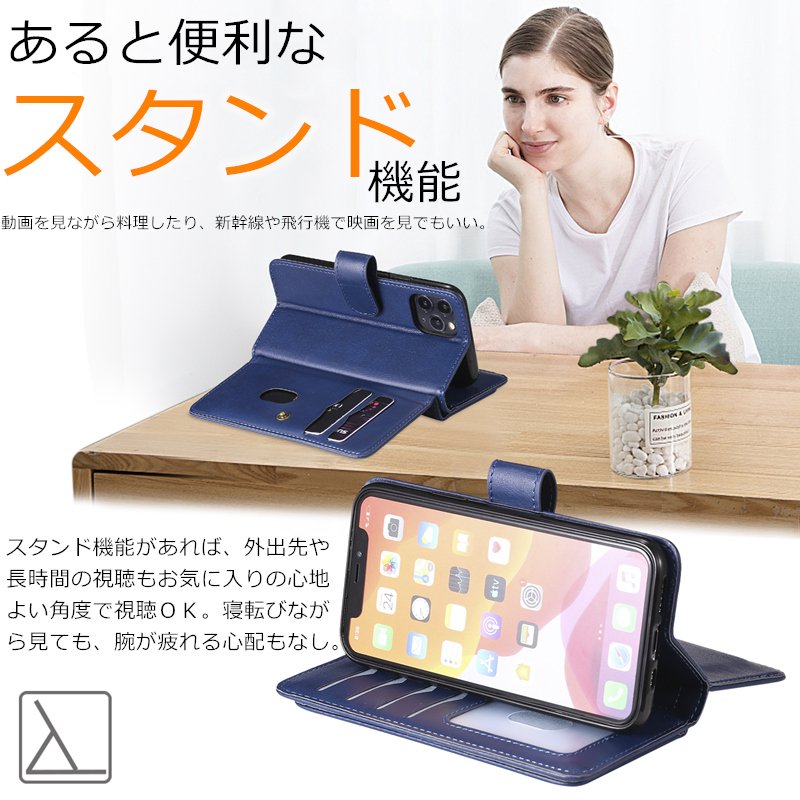 あると便利な
スタンド
機能
動画を見ながら料理したり、新幹線や飛行機で映画を見でもいい。
FASHION & L
スタンド機能があれば、外出先や
長時間の視聴もお気に入りの心地
よい角度で視聴ＯＫ。寝転びなが
ら見ても、腕が疲れる心配もなし。